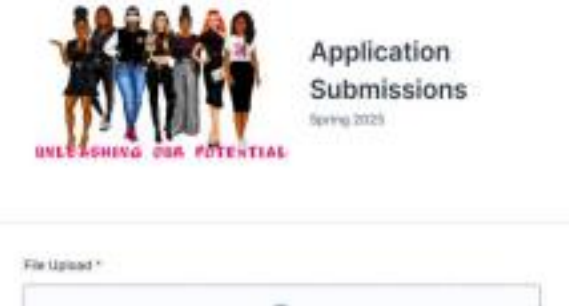 Application
Submissions
Spring 2025
UNLEASHING OUR POTENTIAL
File Upload *